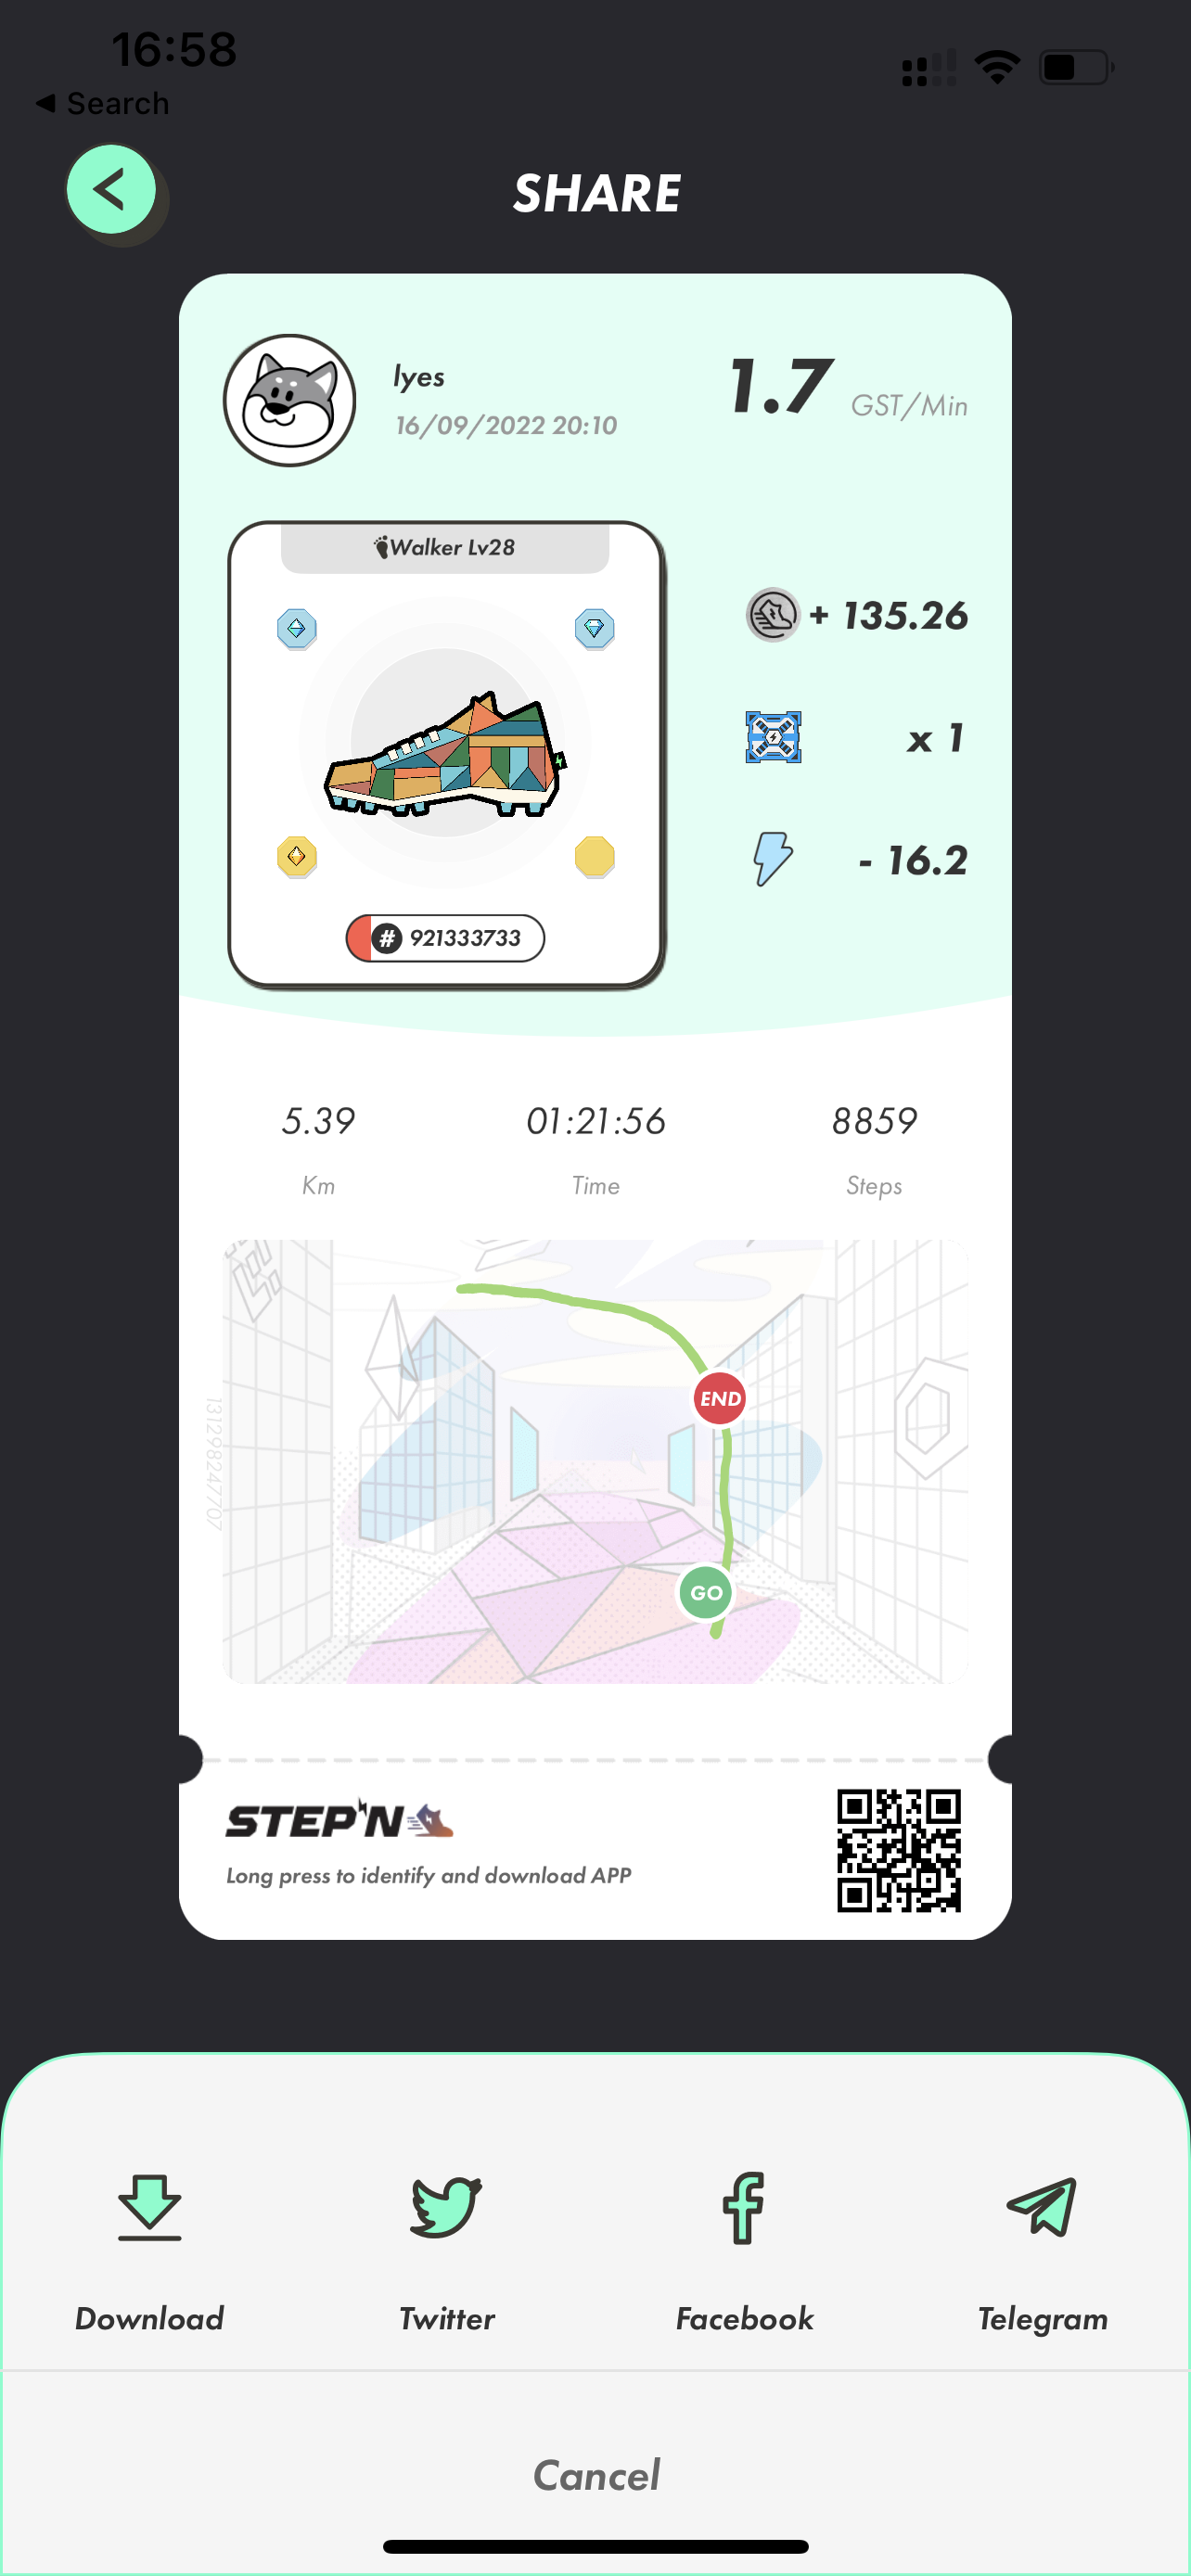 16:58
◀ Search
SHARE
lyes
16/09/2022 20:10
1.7 GST/Min
Walker Lv28
+ 135.26
x 1
- 16.2
# 921333733
5.39
01:21:56
8859
Km
Time
Steps
END
GO
131298247707
STEP'N
Long press to identify and download APP
Download
Twitter
Facebook
Telegram
Cancel